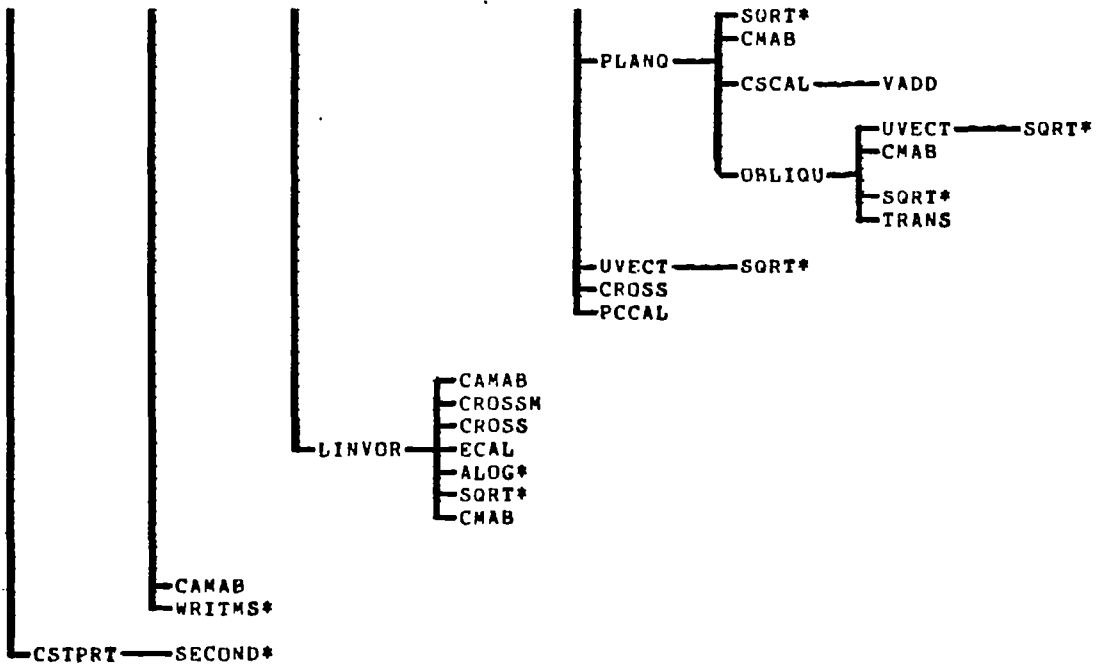 SQRT*
CMAB
PLANO
CSCAL VADD
UVECT SQRT*
CMAB
OBLIQU
SQRT*
TRANS
UVECT SQRT*
CROSS
PCCAL
CAMAB
CROSSM
CROSS
LINVOR ECAL
ALOG*
SQRT*
CMAB
CAMAB
WRITMS*
CSTPRT SECOND*